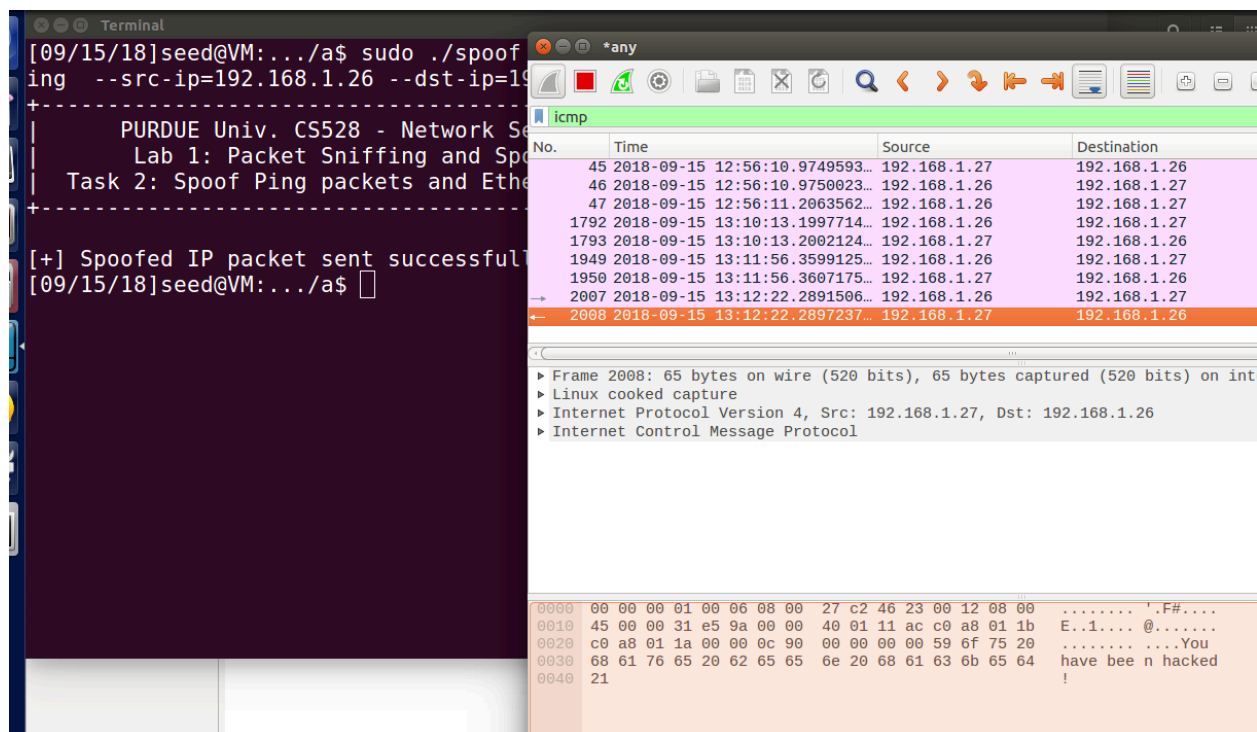 Terminal
[09/15/18]seed@VM:.../a$ sudo ./spoof
ing --src-ip=192.168.1.26 --dst-ip=19
+-------------------------------------
| PURDUE Univ. CS528 - Network Se
| Lab 1: Packet Sniffing and Spo
| Task 2: Spoof Ping packets and Ethe
+-------------------------------------
[+] Spoofed IP packet sent successful
[09/15/18]seed@VM:.../a$
*any
icmp
No. Time Source Destination
45 2018-09-15 12:56:10.9749593… 192.168.1.27 192.168.1.26
46 2018-09-15 12:56:10.9750023… 192.168.1.26 192.168.1.27
47 2018-09-15 12:56:11.2063562… 192.168.1.26 192.168.1.27
1792 2018-09-15 13:10:13.1997714… 192.168.1.26 192.168.1.27
1793 2018-09-15 13:10:13.2002124… 192.168.1.27 192.168.1.26
1949 2018-09-15 13:11:56.3599125… 192.168.1.26 192.168.1.27
1950 2018-09-15 13:11:56.3607175… 192.168.1.27 192.168.1.26
2007 2018-09-15 13:12:22.2891506… 192.168.1.26 192.168.1.27
2008 2018-09-15 13:12:22.2897237… 192.168.1.27 192.168.1.26
Frame 2008: 65 bytes on wire (520 bits), 65 bytes captured (520 bits) on int
Linux cooked capture
Internet Protocol Version 4, Src: 192.168.1.27, Dst: 192.168.1.26
Internet Control Message Protocol
0000 00 00 00 01 00 06 08 00 27 c2 46 23 00 12 08 00 ........ '.F#....
0010 45 00 00 31 e5 9a 00 00 40 01 11 ac c0 a8 01 1b E..1.... @.......
0020 c0 a8 01 1a 00 00 0c 90 00 00 00 00 59 6f 75 20 ........ ....You
0030 68 61 76 65 20 62 65 65 6e 20 68 61 63 6b 65 64 have bee n hacked
0040 21 !